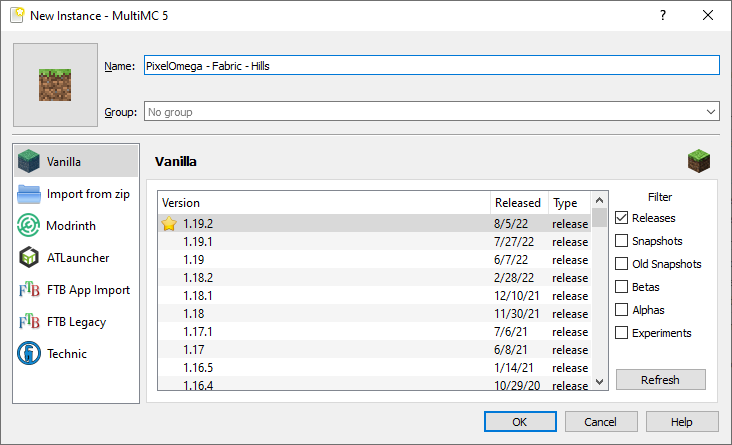 New Instance - MultiMC 5
Name: PixelOmega - Fabric - Hills
Group: No group
Vanilla
Import from zip
Modrinth
ATLauncher
FTB App Import
FTB Legacy
Technic
Vanilla
Version Released Type
1.19.2 8/5/22 release
1.19.1 7/27/22 release
1.19 6/7/22 release
1.18.2 2/28/22 release
1.18.1 12/10/21 release
1.18 11/30/21 release
1.17.1 7/6/21 release
1.17 6/8/21 release
1.16.5 1/14/21 release
1.16.4 10/29/20 release
Filter
Releases
Snapshots
Old Snapshots
Betas
Alphas
Experiments
Refresh
OK Cancel Help